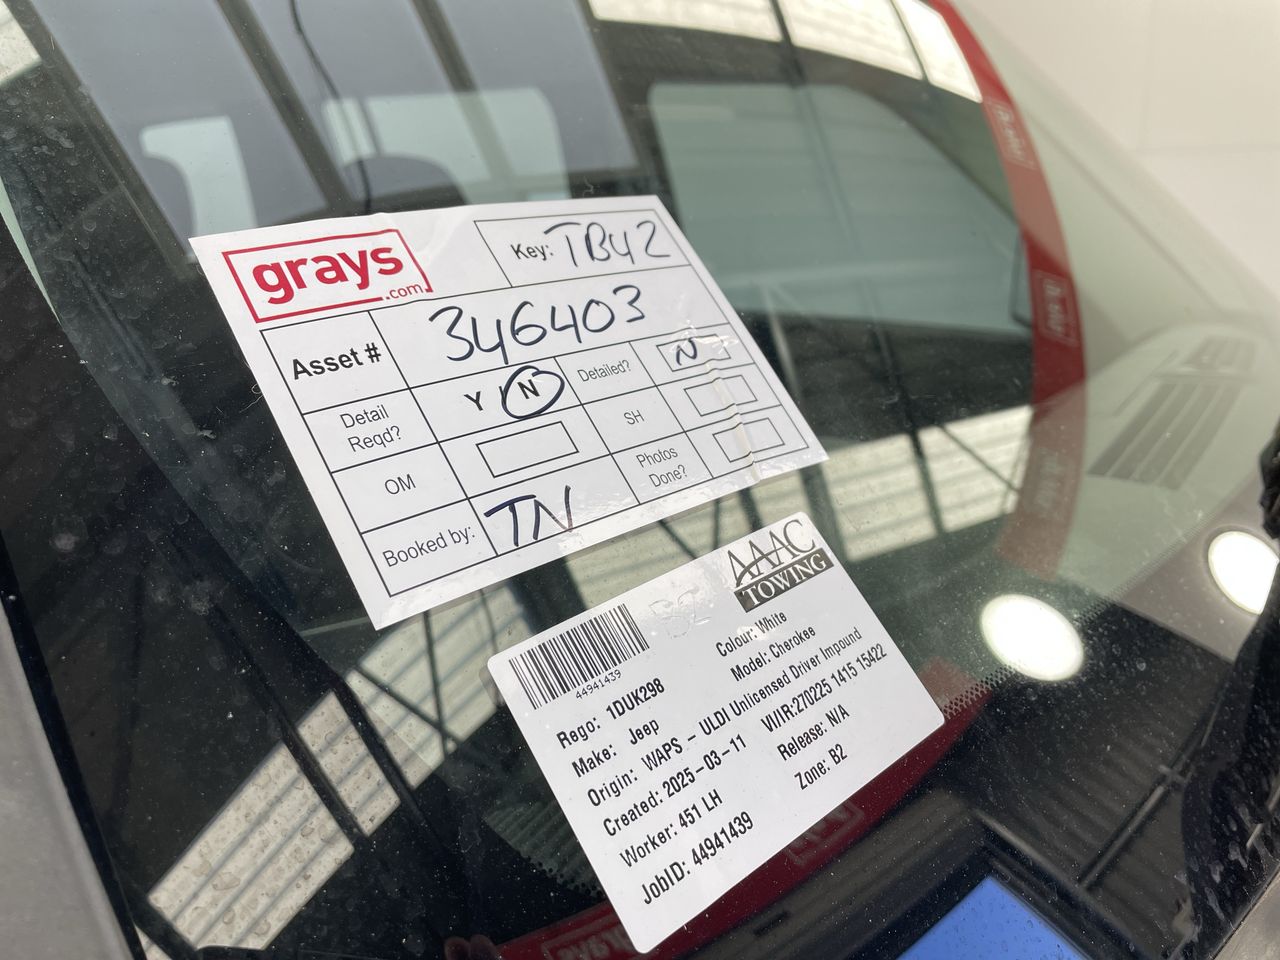 grays
.com
Key: TB42
Asset # 346403
Detail Reqd? Y / N
Detailed? N
OM
SH
Booked by: TN
Photos Done?
AAAC
TOWING
44941439
Rego: 1DUK298
Colour: White
Make: Jeep
Model: Cherokee
Origin: WAPS - ULDI Unlicensed Driver Impound
Created: 2025-03-11
VI/IR:270225 1415 15422
Worker: 451 LH
Release: N/A
JobID: 44941439
Zone: B2